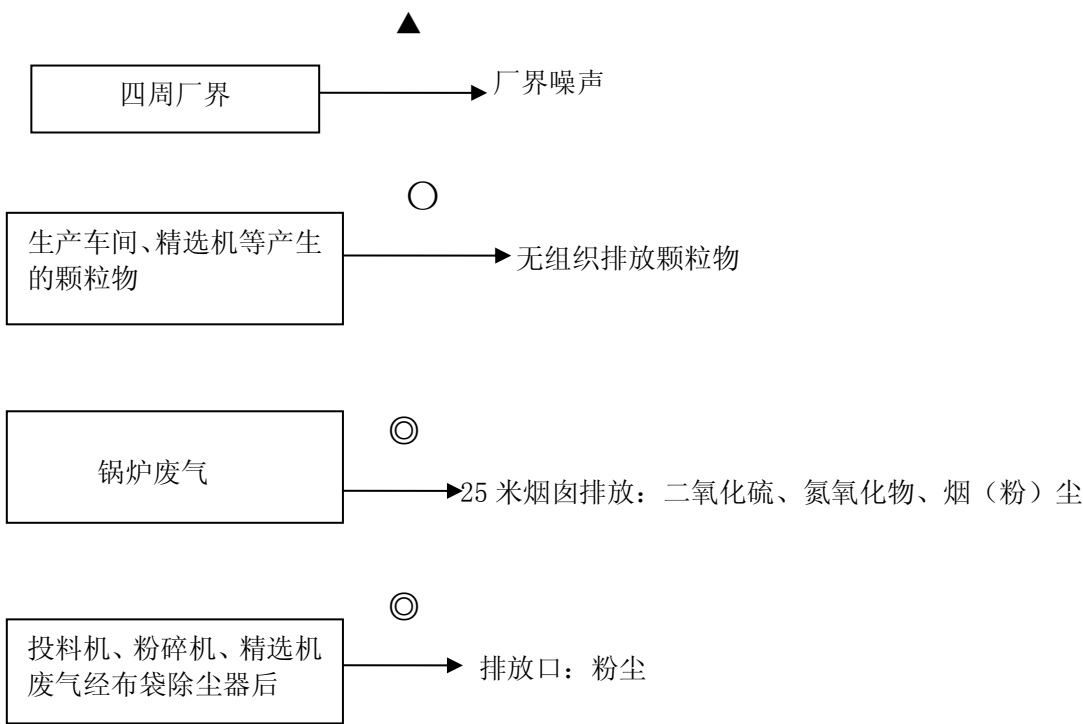 ▲
四周厂界
厂界噪声
○
生产车间、精选机等产生
的颗粒物
无组织排放颗粒物
◎
锅炉废气
25 米烟囱排放：二氧化硫、氮氧化物、烟（粉）尘
◎
投料机、粉碎机、精选机
废气经布袋除尘器后
排放口：粉尘